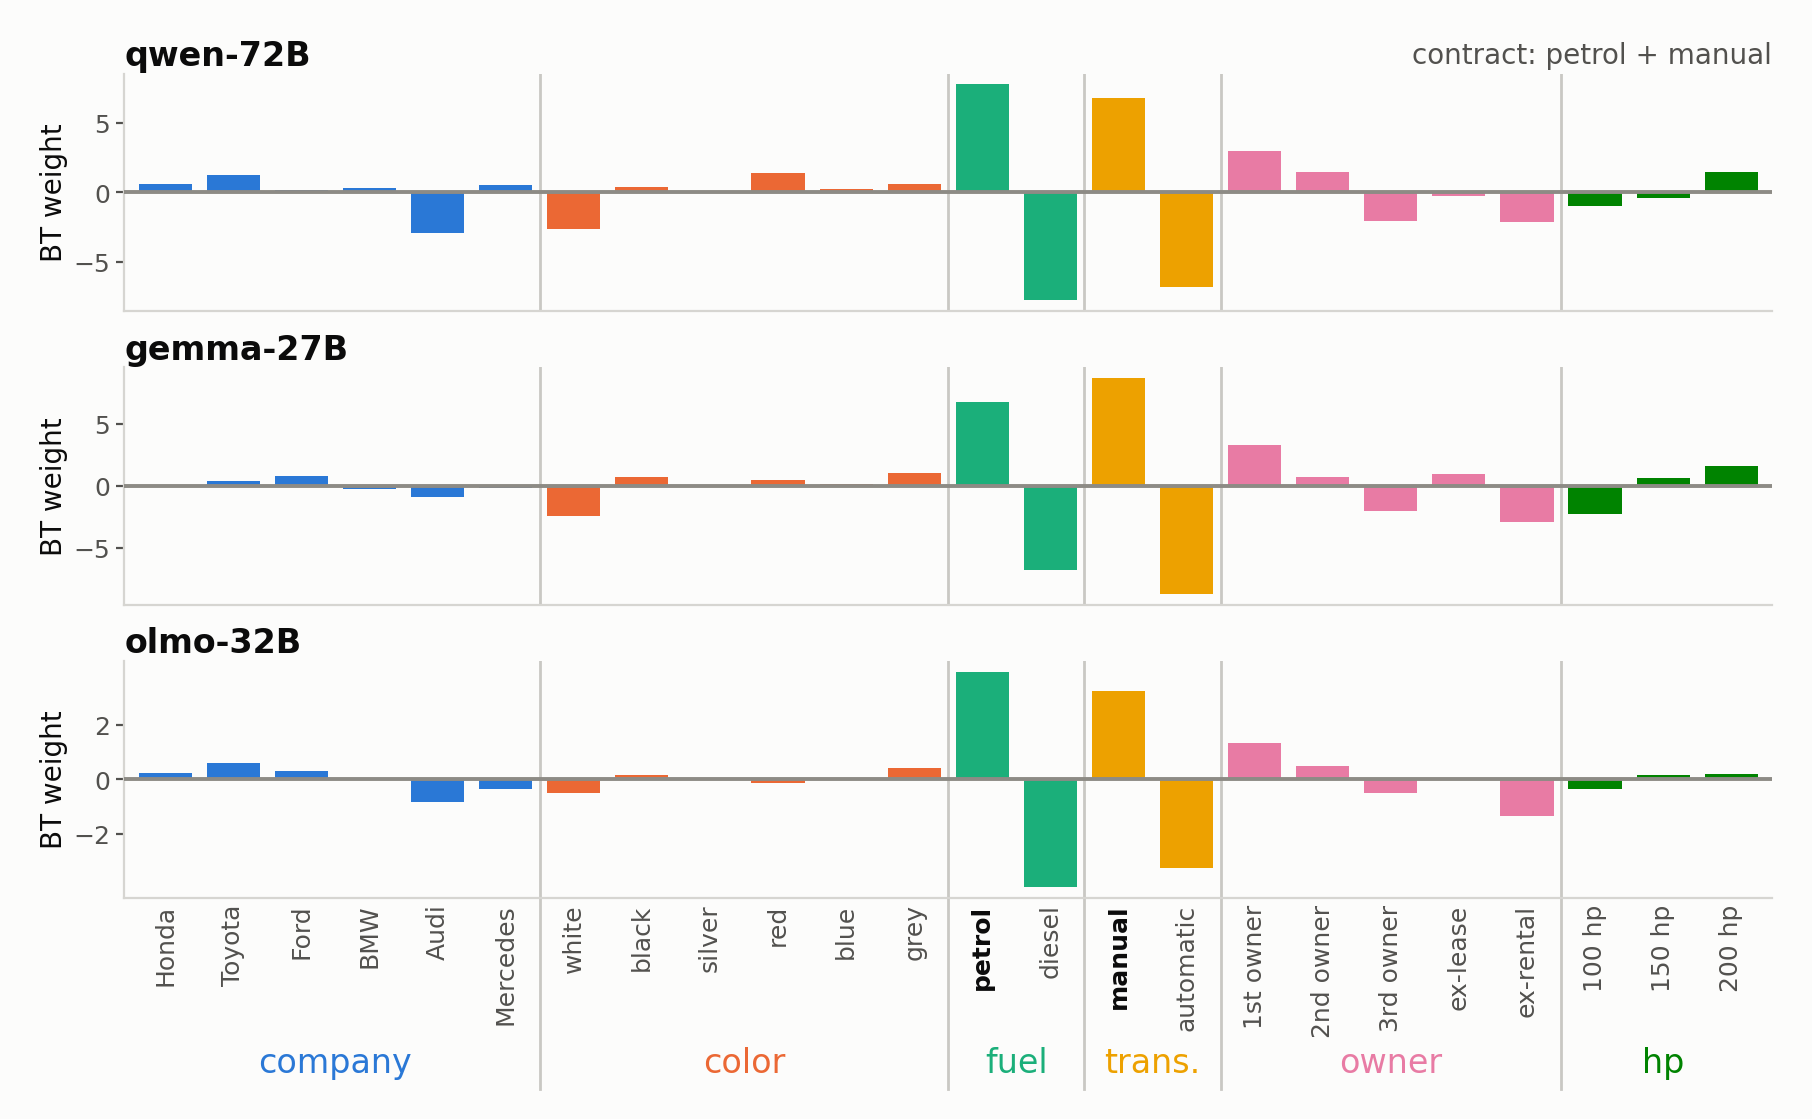 qwen-72B
contract: petrol + manual
BT weight
5
0
−5
gemma-27B
BT weight
5
0
−5
olmo-32B
BT weight
2
0
−2
Honda
Toyota
Ford
BMW
Audi
Mercedes
white
black
silver
red
blue
grey
petrol
diesel
manual
automatic
1st owner
2nd owner
3rd owner
ex-lease
ex-rental
100 hp
150 hp
200 hp
company
color
fuel
trans.
owner
hp